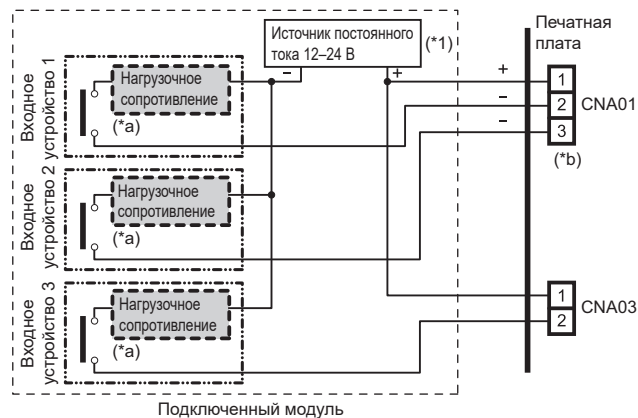 Источник постоянного
тока 12–24 В
(*1)
–
+
Печатная
плата
Входное
устройство 1
Нагрузочное
сопротивление
(*a)
+
–
–
1
2
3
CNA01
(*b)
Входное
устройство 2
Нагрузочное
сопротивление
(*a)
Входное
устройство 3
Нагрузочное
сопротивление
(*a)
1
2
CNA03
Подключенный модуль